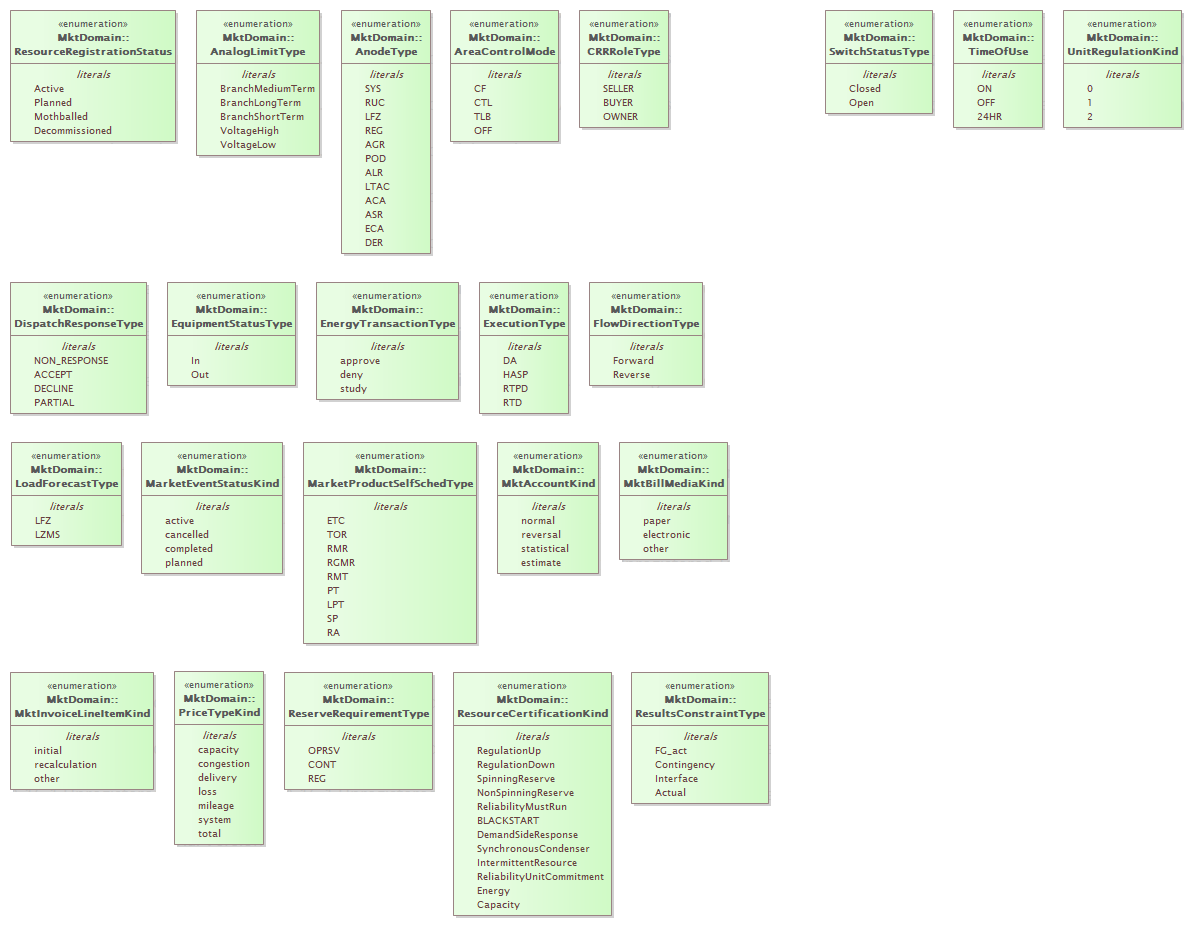 «enumeration»
MktDomain::
ResourceRegistrationStatus
literals
Active
Planned
Mothballed
Decommissioned
«enumeration»
MktDomain::
AnalogLimitType
literals
BranchMediumTerm
BranchLongTerm
BranchShortTerm
VoltageHigh
VoltageLow
«enumeration»
MktDomain::
AnodeType
literals
SYS
RUC
LFZ
REG
AGR
POD
ALR
LTAC
ACA
ASR
ECA
DER
«enumeration»
MktDomain::
AreaControlMode
literals
CF
CTL
TLB
OFF
«enumeration»
MktDomain::
CRRRoleType
literals
SELLER
BUYER
OWNER
«enumeration»
MktDomain::
SwitchStatusType
literals
Closed
Open
«enumeration»
MktDomain::
TimeOfUse
literals
ON
OFF
24HR
«enumeration»
MktDomain::
UnitRegulationKind
literals
0
1
2
«enumeration»
MktDomain::
DispatchResponseType
literals
NON_RESPONSE
ACCEPT
DECLINE
PARTIAL
«enumeration»
MktDomain::
EquipmentStatusType
literals
In
Out
«enumeration»
MktDomain::
EnergyTransactionType
literals
approve
deny
study
«enumeration»
MktDomain::
ExecutionType
literals
DA
HASP
RTPD
RTD
«enumeration»
MktDomain::
FlowDirectionType
literals
Forward
Reverse
«enumeration»
MktDomain::
LoadForecastType
literals
LFZ
LZMS
«enumeration»
MktDomain::
MarketEventStatusKind
literals
active
cancelled
completed
planned
«enumeration»
MktDomain::
MarketProductSelfSchedType
literals
ETC
TOR
RMR
RGMR
RMT
PT
LPT
SP
RA
«enumeration»
MktDomain::
MktAccountKind
literals
normal
reversal
statistical
estimate
«enumeration»
MktDomain::
MktBillMediaKind
literals
paper
electronic
other
«enumeration»
MktDomain::
MktInvoiceLineItemKind
literals
initial
recalculation
other
«enumeration»
MktDomain::
PriceTypeKind
literals
capacity
congestion
delivery
loss
mileage
system
total
«enumeration»
MktDomain::
ReserveRequirementType
literals
OPRSV
CONT
REG
«enumeration»
MktDomain::
ResourceCertificationKind
literals
RegulationUp
RegulationDown
SpinningReserve
NonSpinningReserve
ReliabilityMustRun
BLACKSTART
DemandSideResponse
SynchronousCondenser
IntermittentResource
ReliabilityUnitCommitment
Energy
Capacity
«enumeration»
MktDomain::
ResultsConstraintType
literals
FG_act
Contingency
Interface
Actual